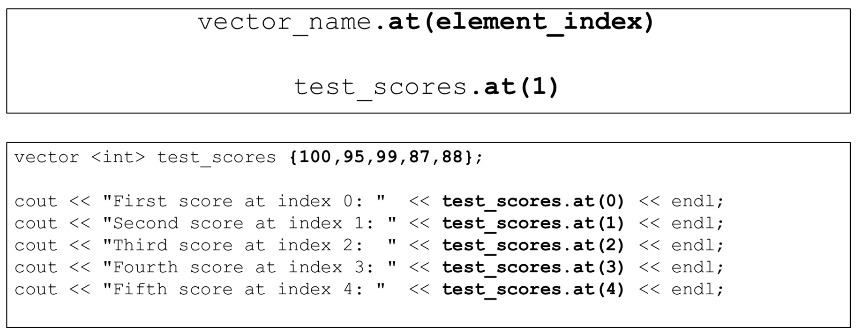 vector_name.at(element_index)
test_scores.at(1)
vector <int> test_scores {100,95,99,87,88};
cout << "First score at index 0: "  << test_scores.at(0) << endl;
cout << "Second score at index 1: " << test_scores.at(1) << endl;
cout << "Third score at index 2:  " << test_scores.at(2) << endl;
cout << "Fourth score at index 3: " << test_scores.at(3) << endl;
cout << "Fifth score at index 4: "  << test_scores.at(4) << endl;